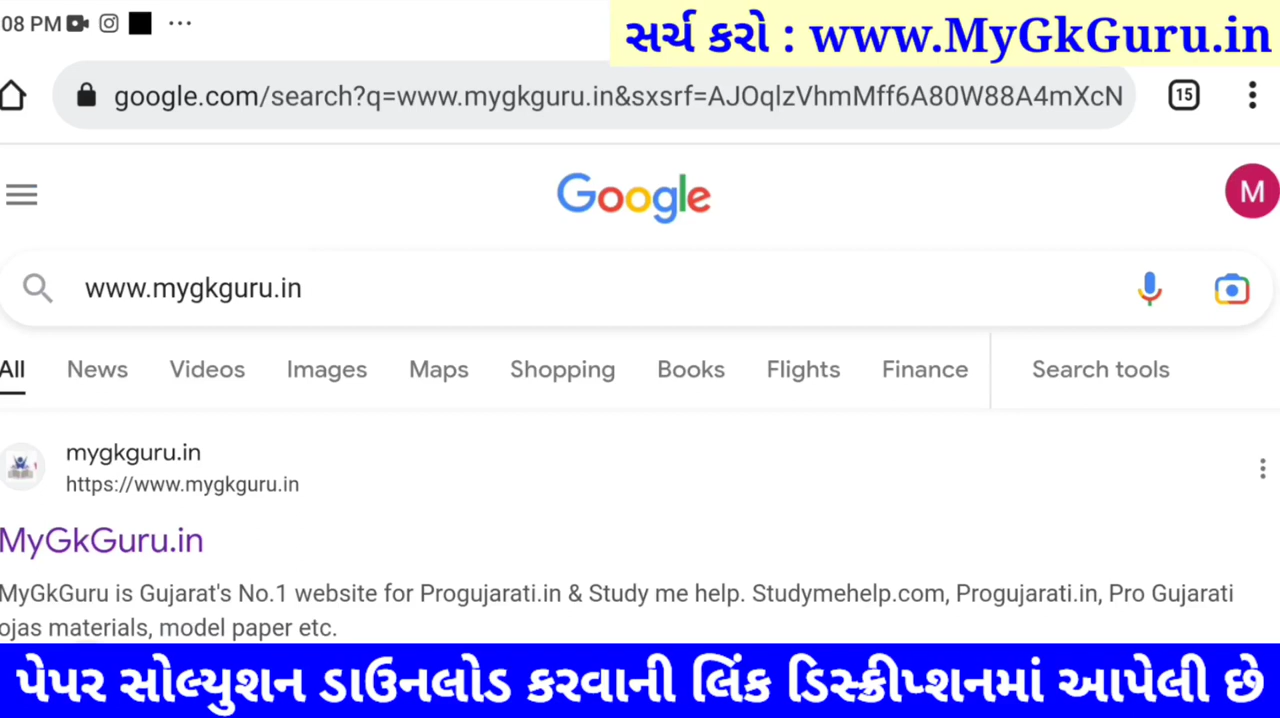 08 PM
સર્ચ કરો : www.MyGkGuru.in
google.com/search?q=www.mygkguru.in&sxsrf=AJOqlzVhmMff6A80W88A4mXcN
15
Google
M
www.mygkguru.in
All News Videos Images Maps Shopping Books Flights Finance Search tools
mygkguru.in
https://www.mygkguru.in
MyGkGuru.in
MyGkGuru is Gujarat's No.1 website for Progujarati.in & Study me help. Studymehelp.com, Progujarati.in, Pro Gujarati
ojas materials, model paper etc.
પેપર સોલ્યુશન ડાઉનલોડ કરવાની લિંક ડિસ્ક્રીપ્શનમાં આપેલી છે